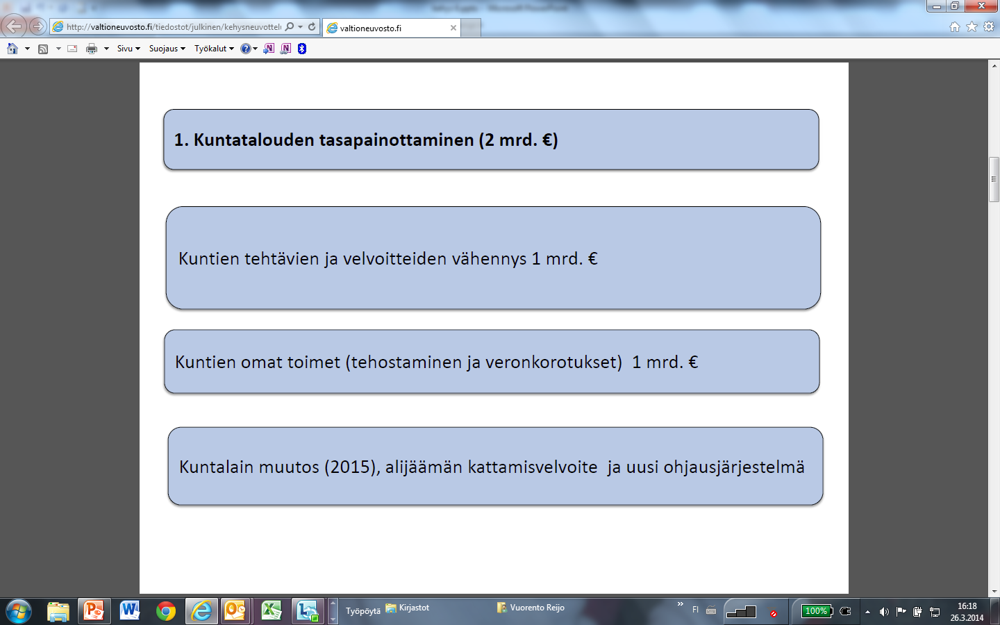 http://valtioneuvosto.fi/tiedostot/julkinen/kehysneuvottelu
valtioneuvosto.fi
Sivu Suojaus Työkalut
1. Kuntatalouden tasapainottaminen (2 mrd. €)
Kuntien tehtävien ja velvoitteiden vähennys 1 mrd. €
Kuntien omat toimet (tehostaminen ja veronkorotukset) 1 mrd. €
Kuntalain muutos (2015), alijäämän kattamisvelvoite ja uusi ohjausjärjestelmä
Työpöytä Kirjastot Vuorento Reijo » FI 100% 16:18
26.3.2014